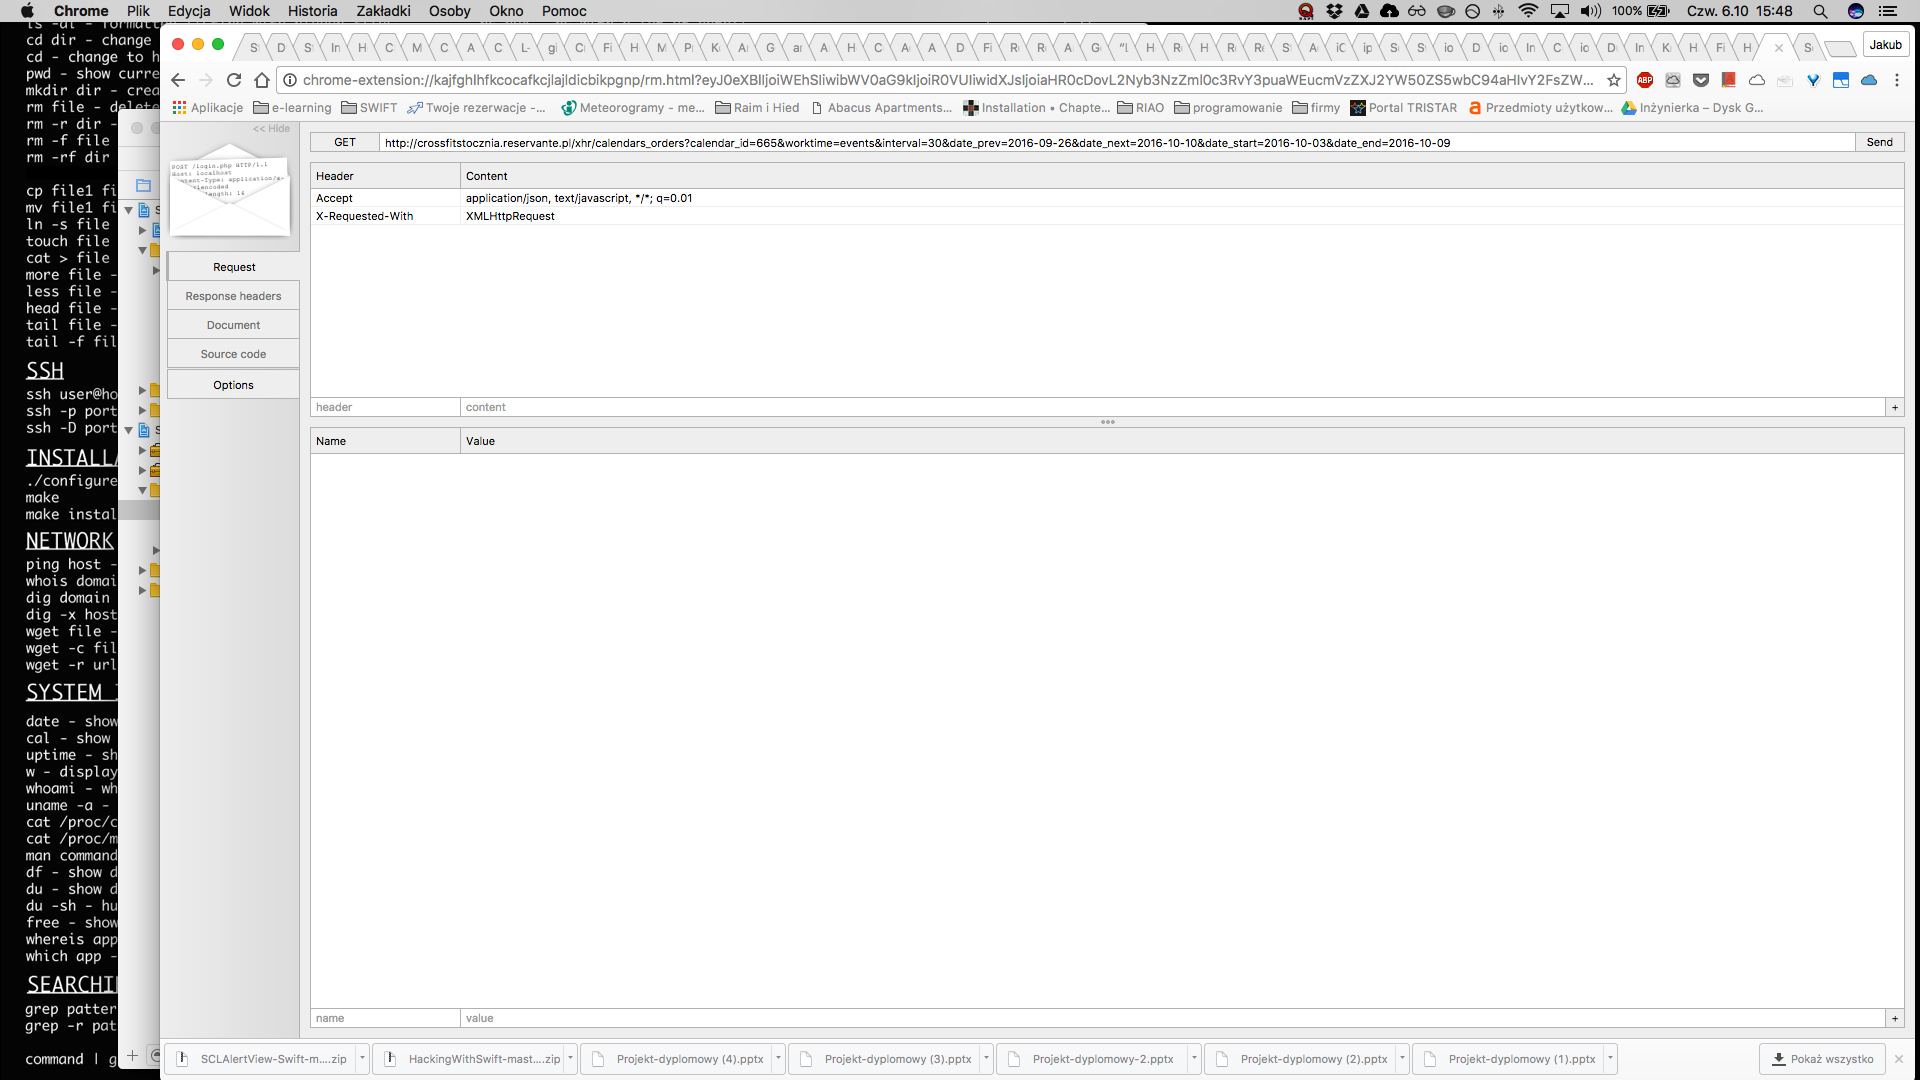 Chrome Plik Edycja Widok Historia Zakładki Osoby Okno Pomoc 100% Czw. 6.10 15:48
cd dir - change
cd - change to h
pwd - show curre
mkdir dir - crea
rm file - delete
rm -r dir -
rm -f file
rm -rf dir
cp file1 fi
mv file1 fi
ln -s file
touch file
cat > file
more file -
less file -
head file -
tail file -
tail -f fil
SSH
ssh user@ho
ssh -p port
ssh -D port
INSTALLA
./configure
make
make instal
NETWORK
ping host -
whois domai
dig domain
dig -x host
wget file -
wget -c fil
wget -r url
SYSTEM I
date - show
cal - show
uptime - sh
w - display
whoami - wh
uname -a -
cat /proc/c
cat /proc/m
man command
df - show d
du - show d
du -sh - hu
free - show
whereis app
which app -
SEARCHIN
grep patter
grep -r pat
command | g
Jakub
chrome-extension://kajfghlhfkcocafkcjlajldicbikpgnp/rm.html?eyJ0eXBlIjoiWEhSIiwibWV0aG9kIjoiR0VUIiwidXJsIjoiaHR0cDovL2Nyb3NzZml0c3RvY3puaWEucmVzZXJ2YW50ZS5wbC94aHIvY2FsZW...
ABP
Aplikacje e-learning SWIFT Twoje rezerwacje -... Meteorogramy - me... Raim i Hied Abacus Apartments... Installation • Chapte... RIAO programowanie firmy Portal TRISTAR Przedmioty użytkow... Inżynierka – Dysk G...
<< Hide
POST /login.php HTTP/1.1
Host: localhost
Request
Response headers
Document
Source code
Options
GET http://crossfitstocznia.reservante.pl/xhr/calendars_orders?calendar_id=665&worktime=events&interval=30&date_prev=2016-09-26&date_next=2016-10-10&date_start=2016-10-03&date_end=2016-10-09 Send
Header Content
Accept application/json, text/javascript, */*; q=0.01
X-Requested-With XMLHttpRequest
header content +
Name Value
name value +
SCLAlertView-Swift-m....zip HackingWithSwift-mast....zip Projekt-dyplomowy (4).pptx Projekt-dyplomowy (3).pptx Projekt-dyplomowy-2.pptx Projekt-dyplomowy (2).pptx Projekt-dyplomowy (1).pptx Pokaż wszystko